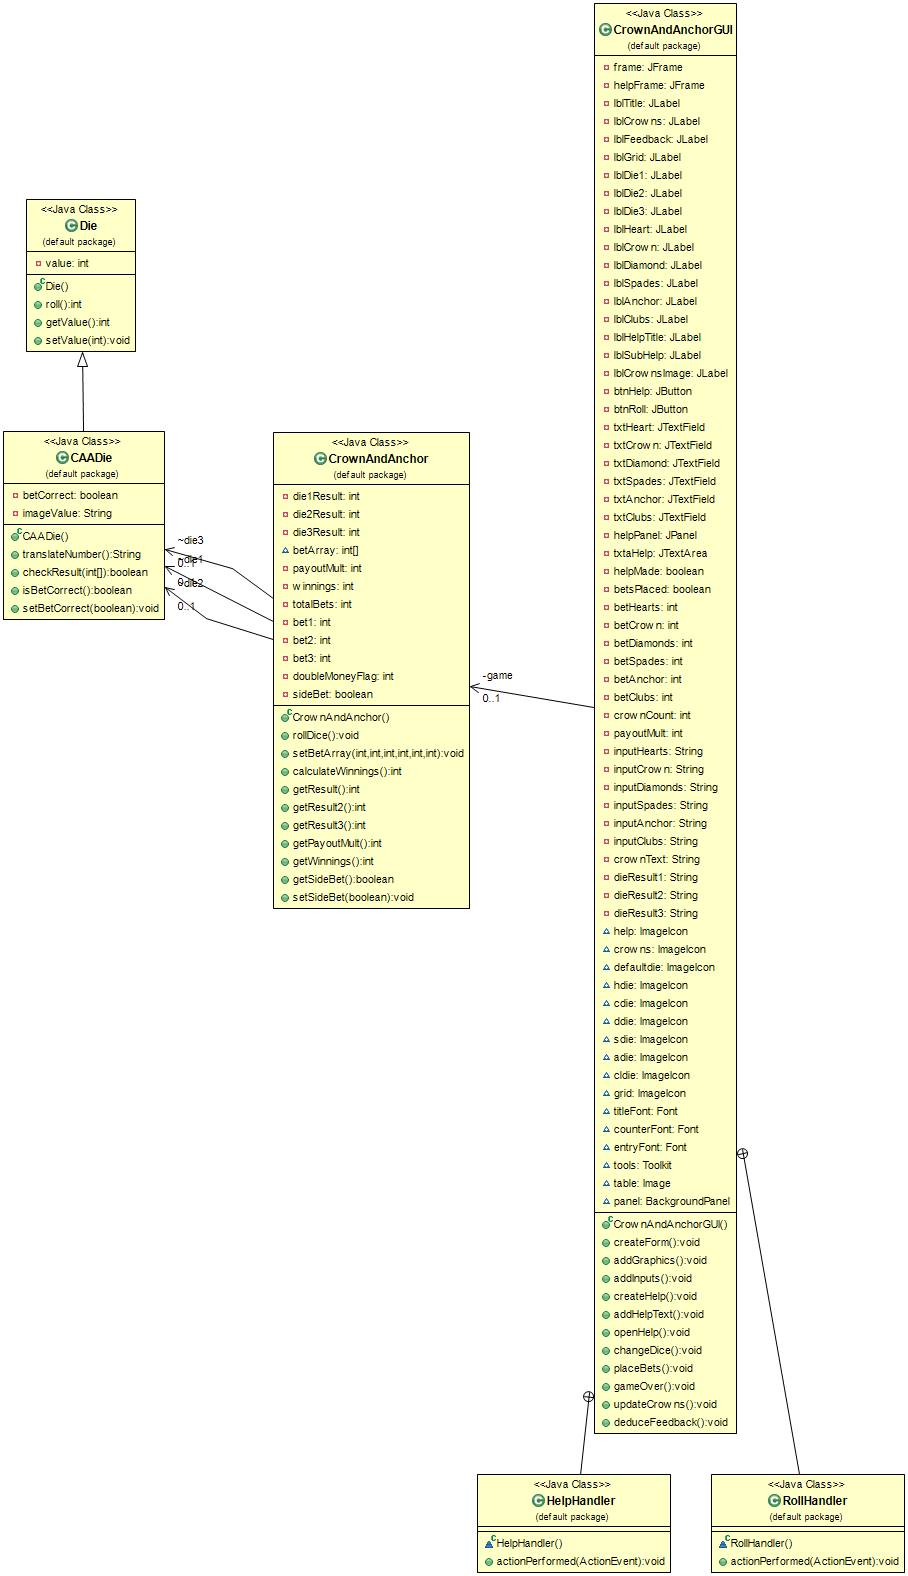 <<Java Class>>
CrownAndAnchorGUI
(default package)
frame: JFrame
helpFrame: JFrame
lblTitle: JLabel
lblCrowns: JLabel
lblFeedback: JLabel
lblGrid: JLabel
lblDie1: JLabel
lblDie2: JLabel
lblDie3: JLabel
lblHeart: JLabel
lblCrown: JLabel
lblDiamond: JLabel
lblSpades: JLabel
lblAnchor: JLabel
lblClubs: JLabel
lblHelpTitle: JLabel
lblSubHelp: JLabel
lblCrownsImage: JLabel
btnHelp: JButton
btnRoll: JButton
txtHeart: JTextField
txtCrown: JTextField
txtDiamond: JTextField
txtSpades: JTextField
txtAnchor: JTextField
txtClubs: JTextField
helpPanel: JPanel
txtaHelp: JTextArea
helpMade: boolean
betsPlaced: boolean
betHearts: int
betCrown: int
betDiamonds: int
betSpades: int
betAnchor: int
betClubs: int
crownCount: int
payoutMult: int
inputHearts: String
inputCrown: String
inputDiamonds: String
inputSpades: String
inputAnchor: String
inputClubs: String
crownText: String
dieResult1: String
dieResult2: String
dieResult3: String
help: ImageIcon
crowns: ImageIcon
defaultdie: ImageIcon
hdie: ImageIcon
cdie: ImageIcon
ddie: ImageIcon
sdie: ImageIcon
adie: ImageIcon
cldie: ImageIcon
grid: ImageIcon
titleFont: Font
counterFont: Font
entryFont: Font
tools: Toolkit
table: Image
panel: BackgroundPanel
CrownAndAnchorGUI()
createForm():void
addGraphics():void
addInputs():void
createHelp():void
addHelpText():void
openHelp():void
changeDice():void
placeBets():void
gameOver():void
updateCrowns():void
deduceFeedback():void
<<Java Class>>
Die
(default package)
value: int
Die()
roll():int
getValue():int
setValue(int):void
<<Java Class>>
CAADie
(default package)
betCorrect: boolean
imageValue: String
CAADie()
translateNumber():String
checkResult(int[]):boolean
isBetCorrect():boolean
setBetCorrect(boolean):void
~die3
0..1
~die1
0..1
~die2
0..1
<<Java Class>>
CrownAndAnchor
(default package)
die1Result: int
die2Result: int
die3Result: int
betArray: int[]
payoutMult: int
winnings: int
totalBets: int
bet1: int
bet2: int
bet3: int
doubleMoneyFlag: int
sideBet: boolean
CrownAndAnchor()
rollDice():void
setBetArray(int,int,int,int,int,int):void
calculateWinnings():int
getResult():int
getResult2():int
getResult3():int
getPayoutMult():int
getWinnings():int
getSideBet():boolean
setSideBet(boolean):void
-game
0..1
<<Java Class>>
HelpHandler
(default package)
HelpHandler()
actionPerformed(ActionEvent):void
<<Java Class>>
RollHandler
(default package)
RollHandler()
actionPerformed(ActionEvent):void